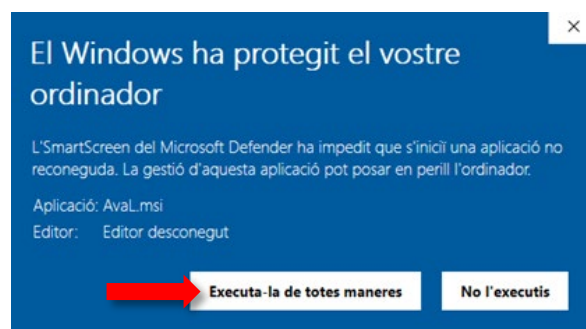 El Windows ha protegit el vostre
ordinador
L'SmartScreen del Microsoft Defender ha impedit que s'iniciï una aplicació no
reconeguda. La gestió d'aquesta aplicació pot posar en perill l'ordinador.
Aplicació: AvaL.msi
Editor: Editor desconegut
Executa-la de totes maneres No l'executis